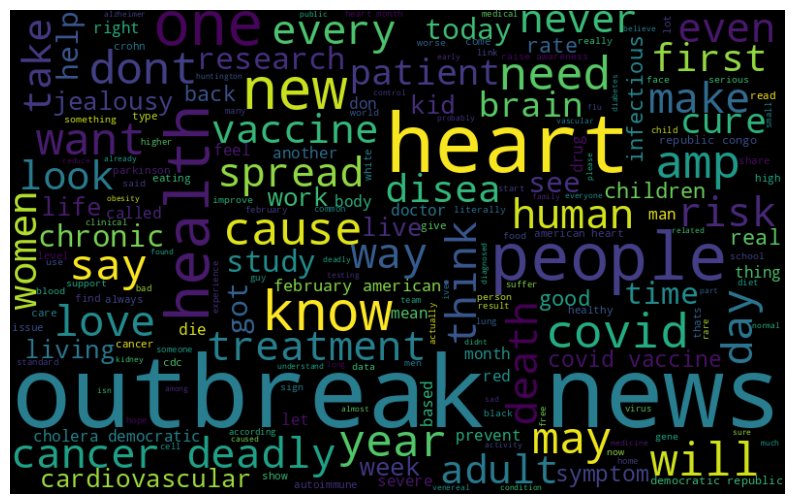 alzheimer
public
heart month
medical
worse
come
believe
really
lot
crohn
right
link
early
raise awareness
one
every
today
never
even
take
help
research
rate
infectious
first
dont
new
patient
need
back
don
world
control
flu
diabetes
face
serious
jealousy
kid
brain
make
read
small
something
type
many
probably
vascular
child
want
vaccine
heart
cure
higher
feel
drug
republic congo
health
another
white
share
reduce
already
said
parkinson
spread
amp
look
eating
disea
see
high
obesity
improve
work
body
start
please
everyone
children
women
life
called
february
common
doctor
literally
family
human
man
risk
clinical
cause
live
give
food
american heart
related
real
chronic
level
found
way
people
school
thing
say
study
deadly
think
diagnosed
use
bad
guy
testing
ive
suffer
diet
blood
support
experience
february american
good
healthy
part
time
day
find
always
got
mean
team
person
love
know
actually
result
thats
care
die
covid
rare
issue
cancer
lung
normal
living
treatment
month
covid vaccine
standard
kidney
someone
cdc
data
men
red
death
understand
sign
sad
isn
among
outbreak
news
based
black
virus
hope
almost
free
let
year
may
will
cholera democratic
according
prevent
gene
sure
much
cell
caused
cancer
deadly
activity
medicine
now
week
adult
symptom
home
democratic republic
cardiovascular
show
autoimmune
severe
venereal
condition